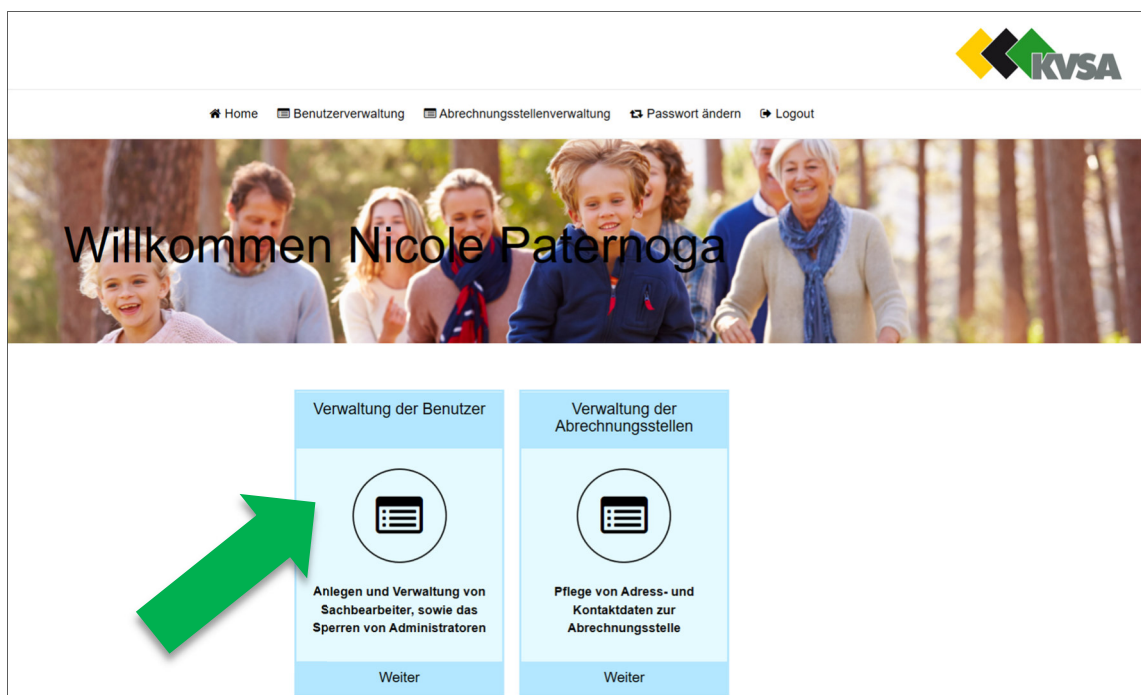 KVSA
Home Benutzerverwaltung Abrechnungsstellenverwaltung Passwort ändern Logout
Willkommen Nicole Paternoga
Verwaltung der Benutzer
Anlegen und Verwaltung von
Sachbearbeiter, sowie das
Sperren von Administratoren
Weiter
Verwaltung der
Abrechnungsstellen
Pflege von Adress- und
Kontaktdaten zur
Abrechnungsstelle
Weiter